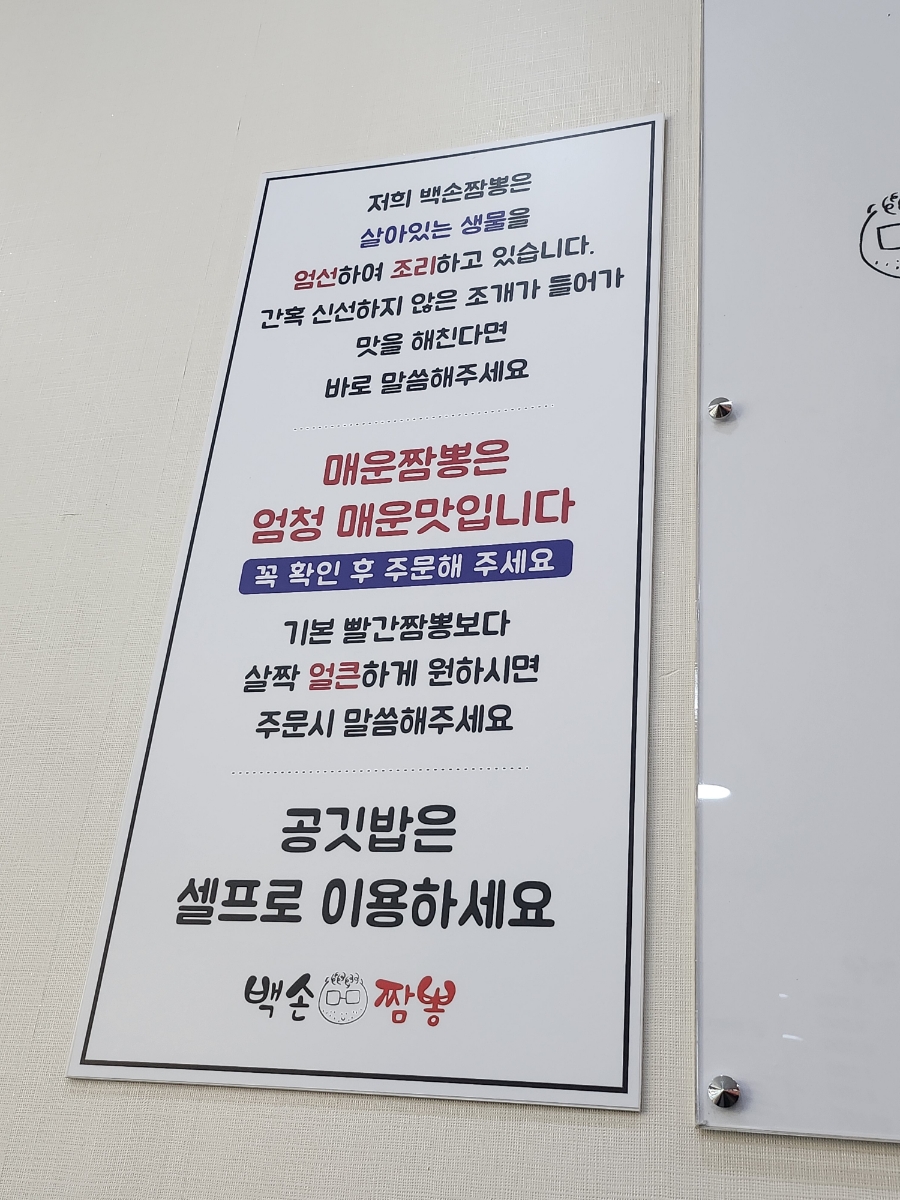 저희 백손짬뽕은
살아있는 생물을
엄선하여 조리하고 있습니다.
간혹 신선하지 않은 조개가 들어가
맛을 해친다면
바로 말씀해주세요
매운짬뽕은
엄청 매운맛입니다
꼭 확인 후 주문해 주세요
기본 빨간짬뽕보다
살짝 얼큰하게 원하시면
주문시 말씀해주세요
공깃밥은
셀프로 이용하세요
백손 짬뽕